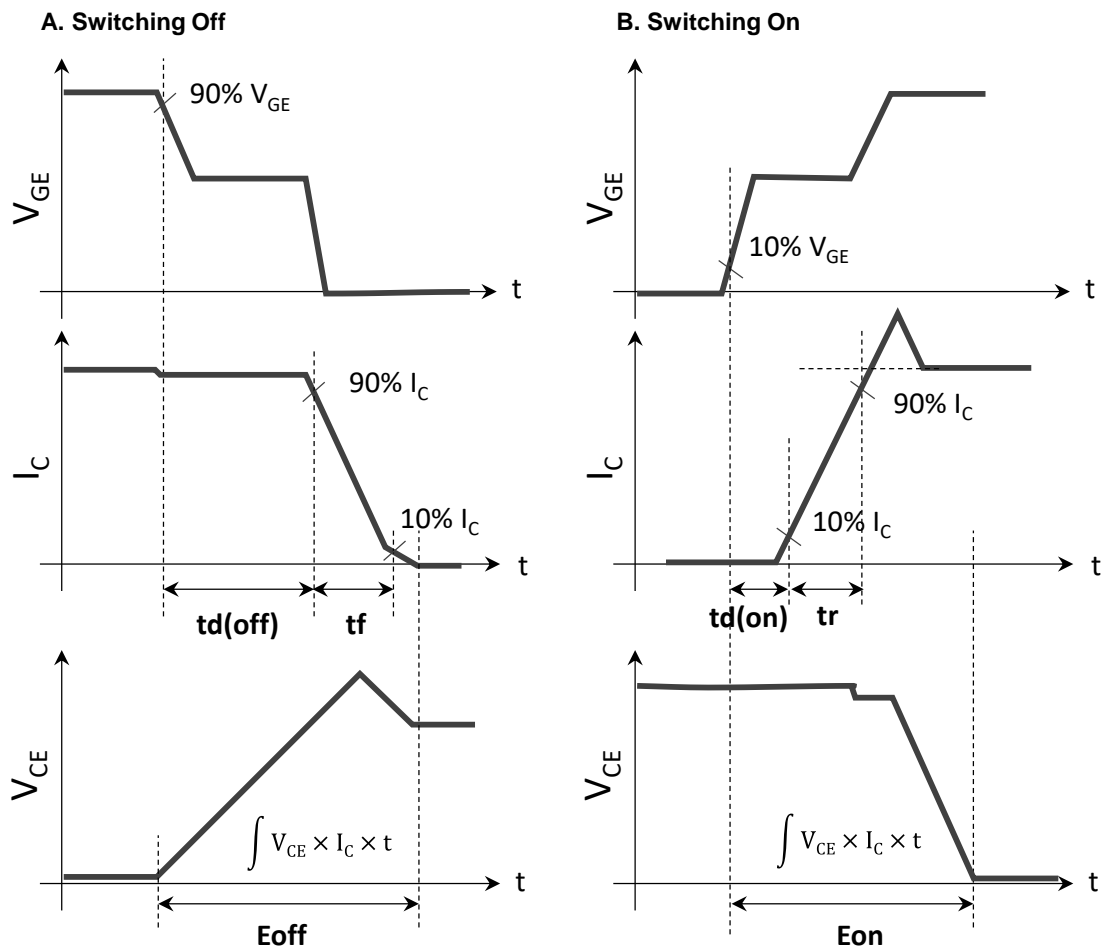 A. Switching Off
90% V_GE
V_GE
t
90% I_C
I_C
10% I_C
t
td(off)
tf
V_CE
∫ V_CE × I_C × t
t
Eoff
B. Switching On
V_GE
10% V_GE
t
I_C
90% I_C
10% I_C
t
td(on)
tr
V_CE
∫ V_CE × I_C × t
t
Eon